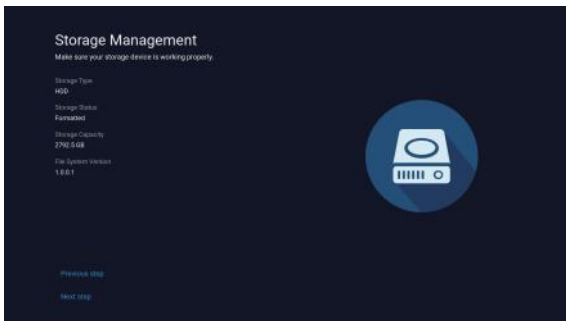 Storage Management
Make sure your storage device is working properly.
Storage Type
HDD
Storage Status
Formatted
Storage Capacity
2792.5 GB
File System Version
1.0.0.1
Previous step
Next step